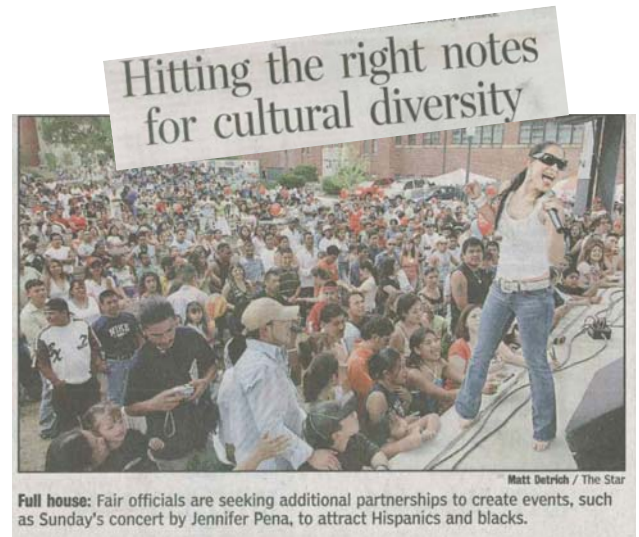 Hitting the right notes
for cultural diversity
NIKE
Matt Detrich / The Star
Full house: Fair officials are seeking additional partnerships to create events, such
as Sunday's concert by Jennifer Pena, to attract Hispanics and blacks.